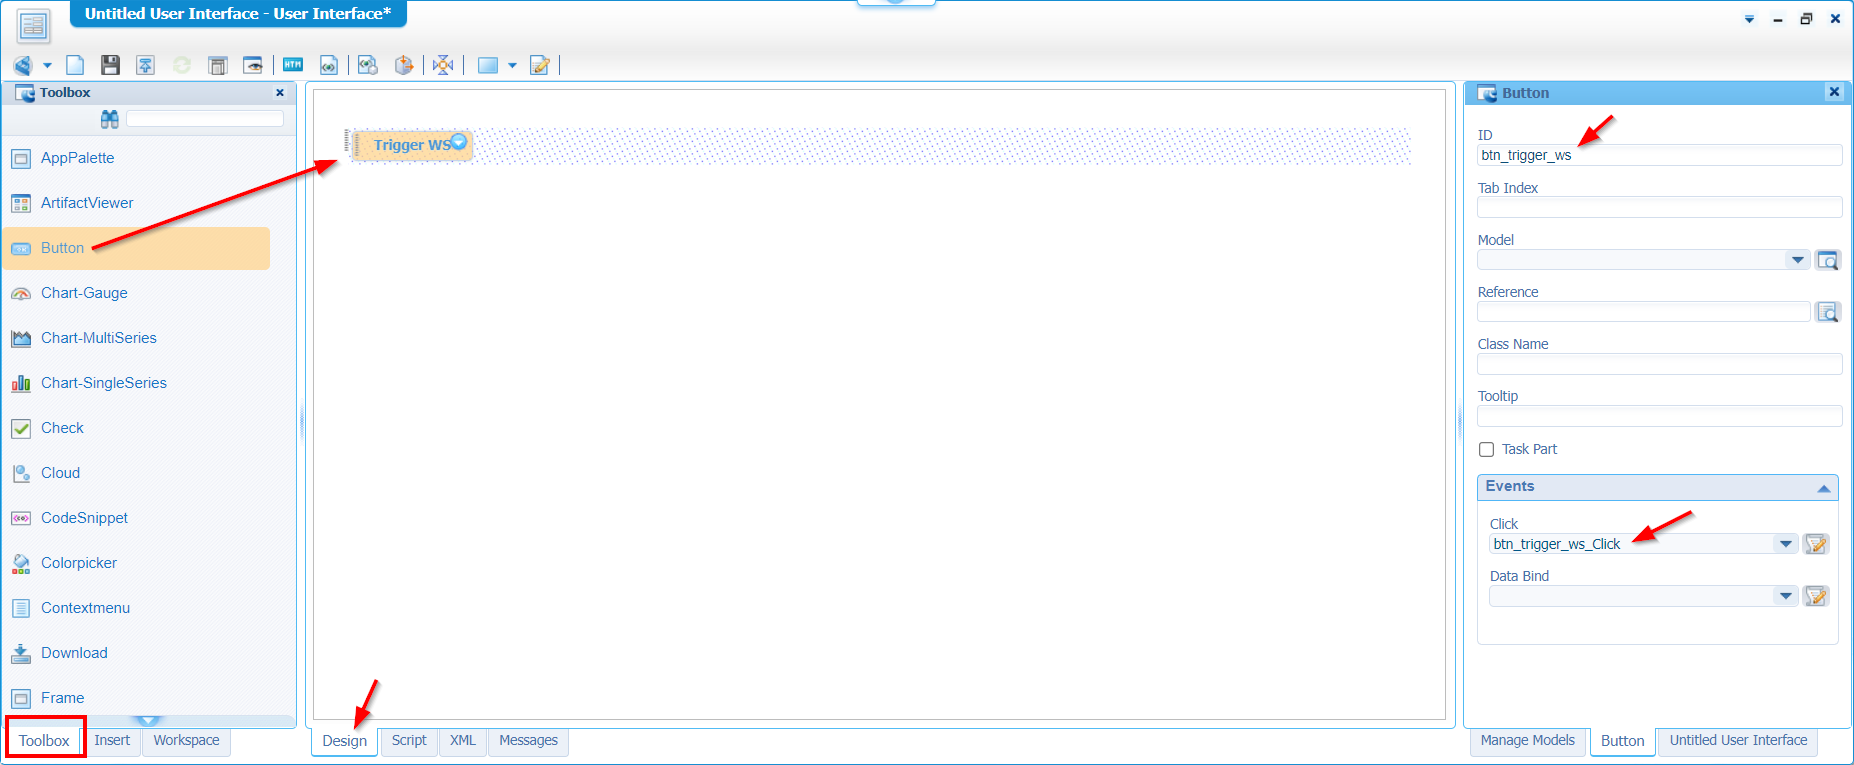 Untitled User Interface - User Interface*
HTM
Toolbox
AppPalette
ArtifactViewer
Button
Chart-Gauge
Chart-MultiSeries
Chart-SingleSeries
Check
Cloud
CodeSnippet
Colorpicker
Contextmenu
Download
Frame
Toolbox
Insert
Workspace
Trigger WS
Design
Script
XML
Messages
Button
ID
btn_trigger_ws
Tab Index
Model
Reference
Class Name
Tooltip
Task Part
Events
Click
btn_trigger_ws_Click
Data Bind
Manage Models
Button
Untitled User Interface